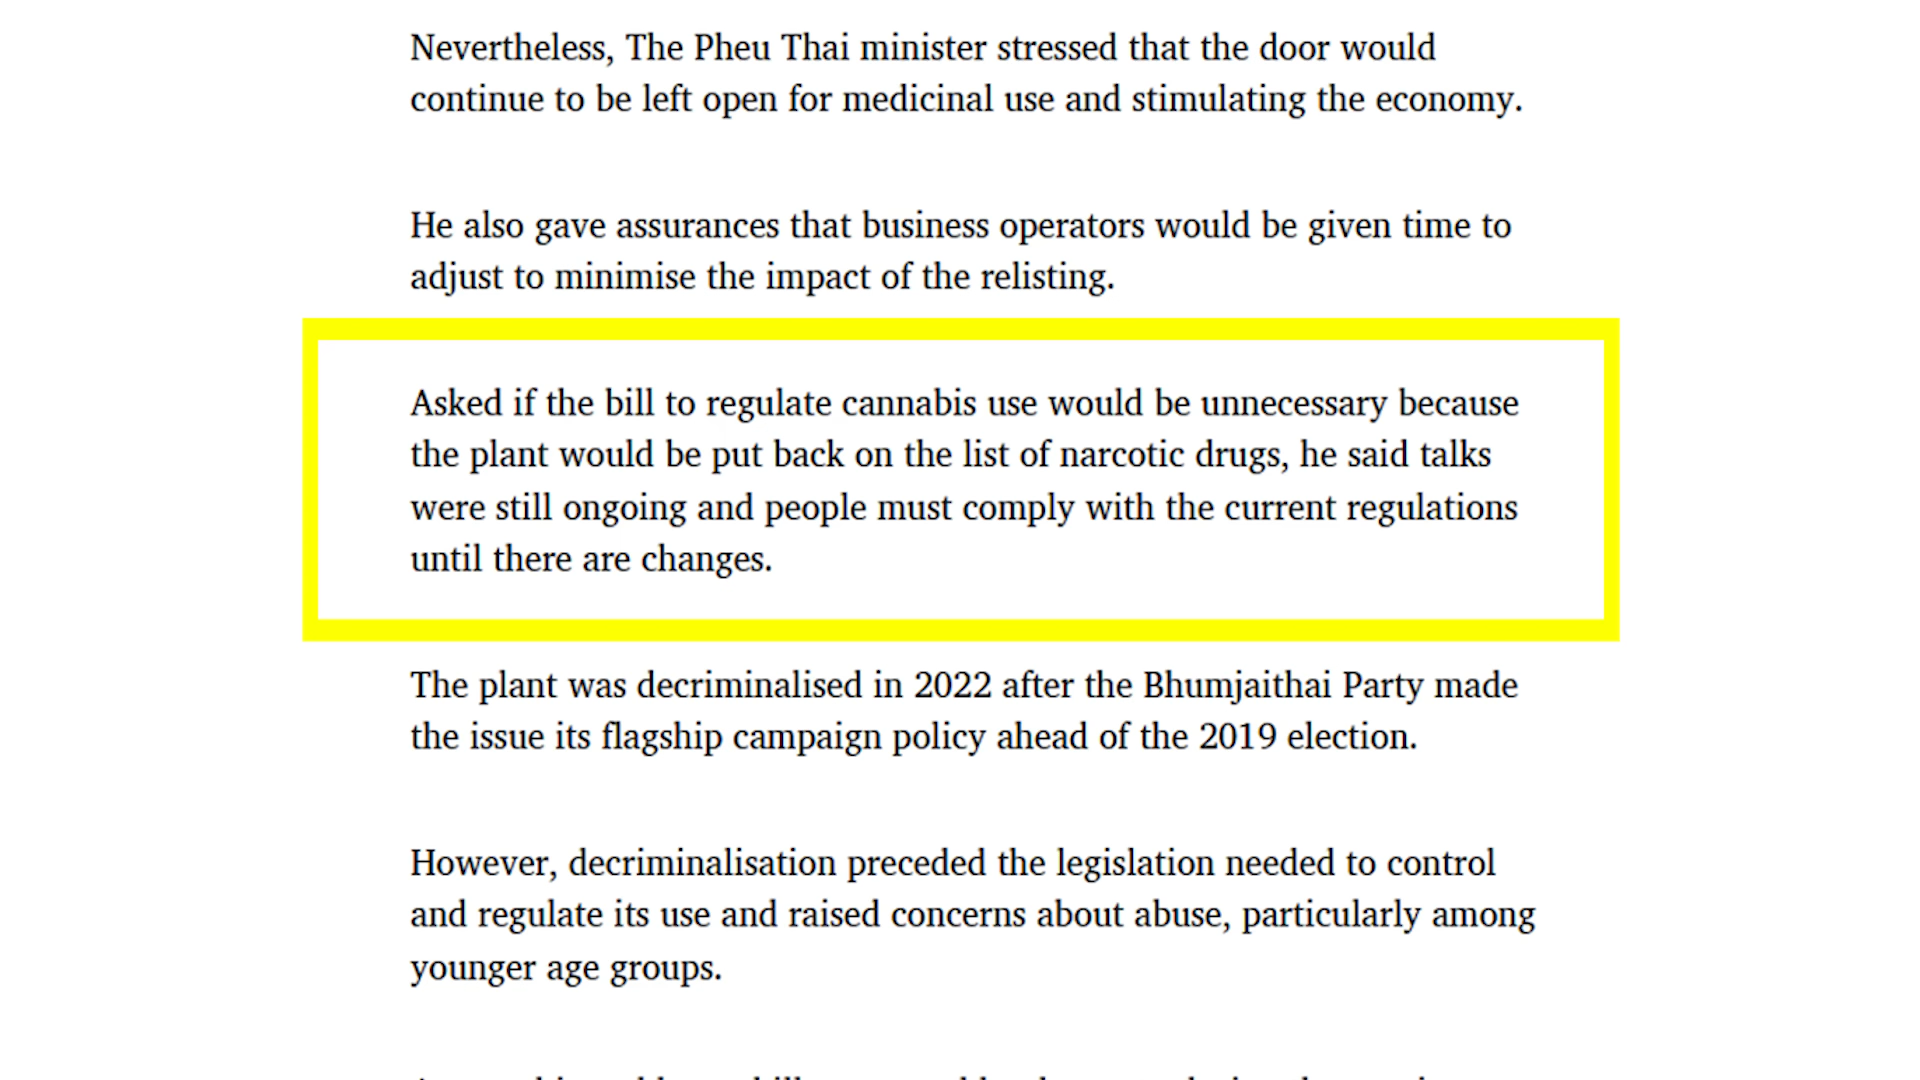 Nevertheless, The Pheu Thai minister stressed that the door would
continue to be left open for medicinal use and stimulating the economy.
He also gave assurances that business operators would be given time to
adjust to minimise the impact of the relisting.
Asked if the bill to regulate cannabis use would be unnecessary because
the plant would be put back on the list of narcotic drugs, he said talks
were still ongoing and people must comply with the current regulations
until there are changes.
The plant was decriminalised in 2022 after the Bhumjaithai Party made
the issue its flagship campaign policy ahead of the 2019 election.
However, decriminalisation preceded the legislation needed to control
and regulate its use and raised concerns about abuse, particularly among
younger age groups.